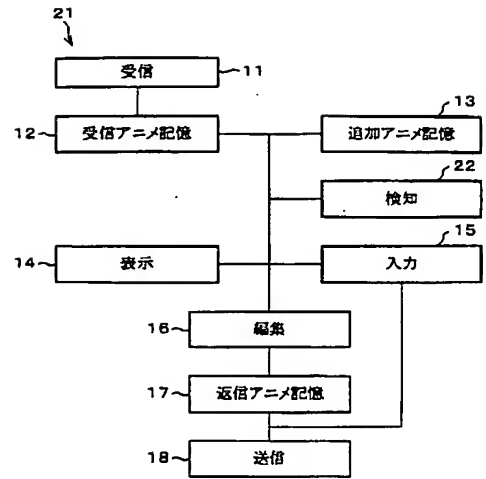 21
受信 11
12 受信アニメ記憶
13
追加アニメ記憶
22
検知
15
14 表示
入力
16 編集
17 返信アニメ記憶
18 送信